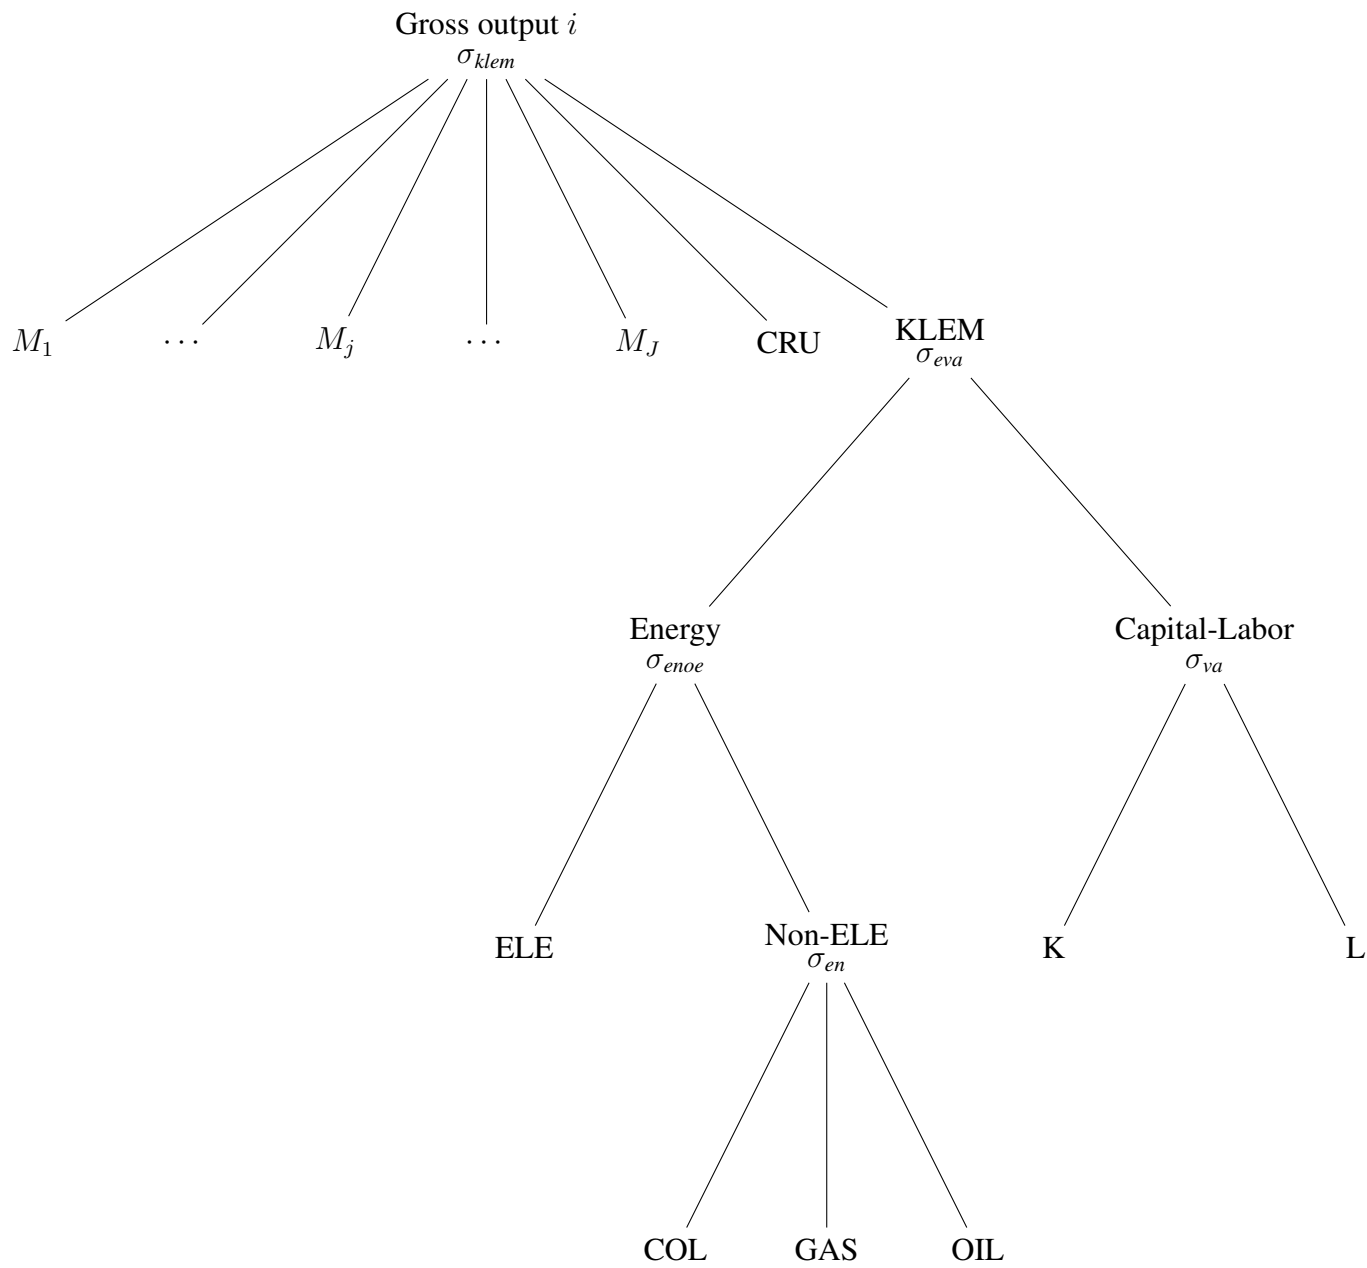 Gross output i
σklem
M1
···
Mj
···
MJ
CRU
KLEM
σeva
Energy
σenoe
Capital-Labor
σva
ELE
Non-ELE
σen
K
L
COL
GAS
OIL